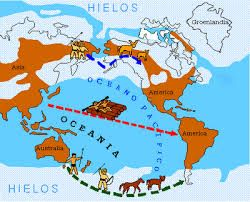 HIELOS
Groenlandia
Asia
America
OCEANO PACIFICO
OCEANIA
America
Australia
HIELOS